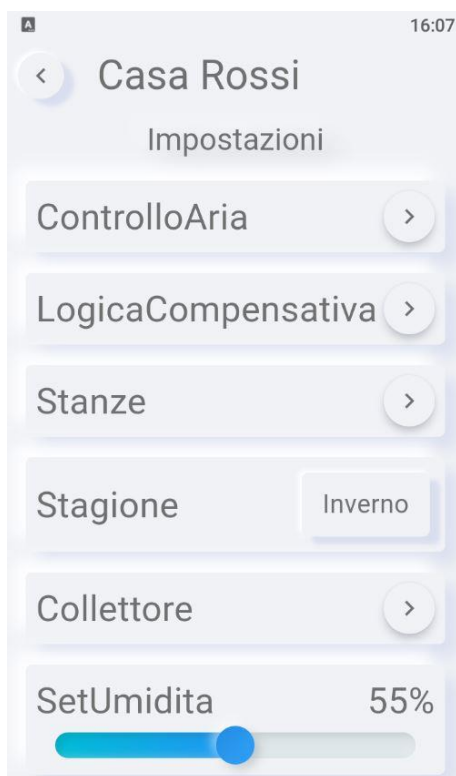 A 16:07
Casa Rossi
Impostazioni
ControlloAria
LogicaCompensativa
Stanze
Stagione Inverno
Collettore
SetUmidita 55%